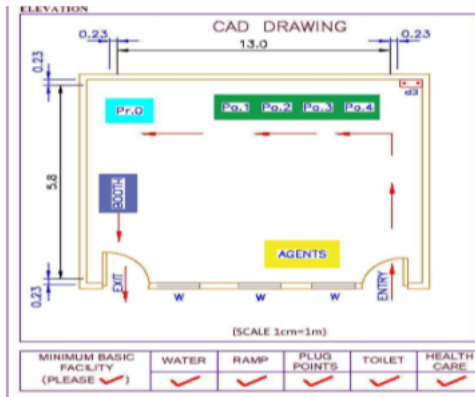 ELEVATION
CAD DRAWING
0.23
13.0
0.23
0.23
Pr.O
Po.1 Po.2 Po.3 Po.4
EP
5.8
BOOTH
AGENTS
EXIT
ENTRY
0.23
W W W
(SCALE 1cm=1m)
MINIMUM BASIC FACILITY (PLEASE ✓)
WATER
RAMP
PLUG POINTS
TOILET
HEALTH CARE